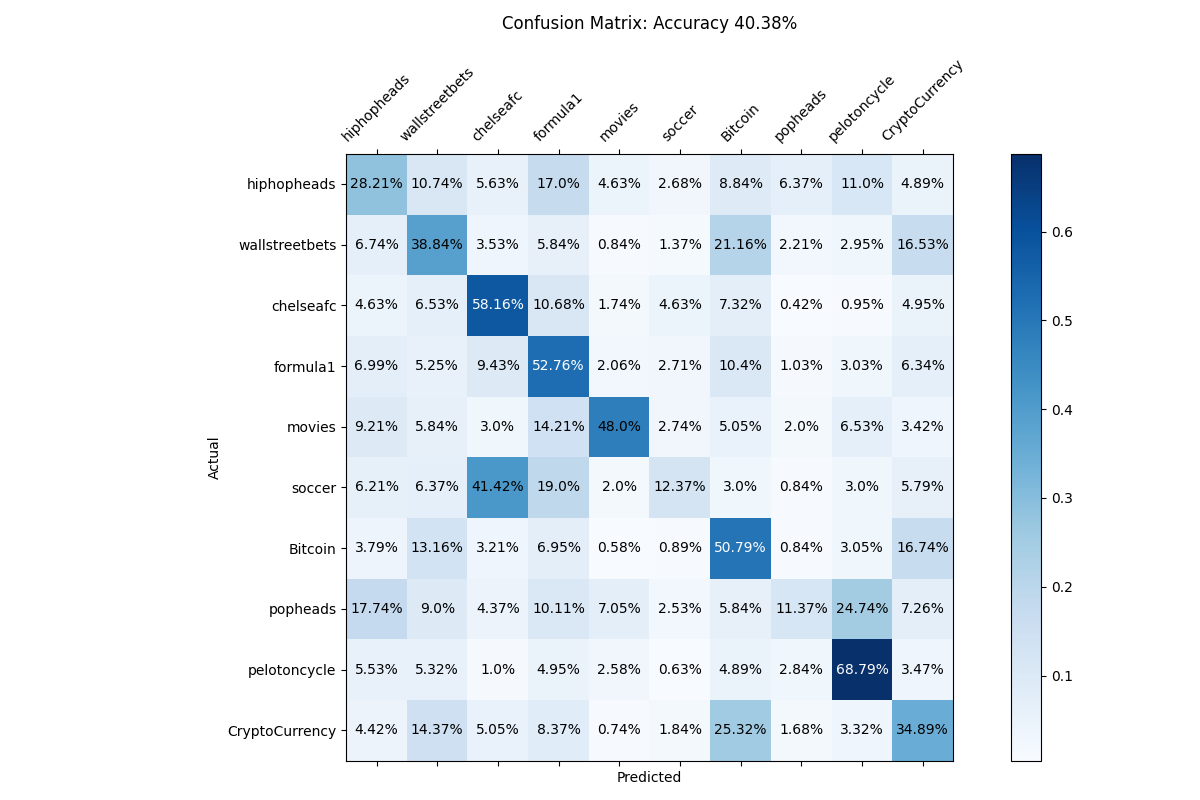 Confusion Matrix: Accuracy 40.38%
hiphopheads wallstreetbets chelseafc formula1 movies soccer Bitcoin popheads pelotoncycle CryptoCurrency
hiphopheads 28.21% 10.74% 5.63% 17.0% 4.63% 2.68% 8.84% 6.37% 11.0% 4.89%
wallstreetbets 6.74% 38.84% 3.53% 5.84% 0.84% 1.37% 21.16% 2.21% 2.95% 16.53%
chelseafc 4.63% 6.53% 58.16% 10.68% 1.74% 4.63% 7.32% 0.42% 0.95% 4.95%
formula1 6.99% 5.25% 9.43% 52.76% 2.06% 2.71% 10.4% 1.03% 3.03% 6.34%
movies 9.21% 5.84% 3.0% 14.21% 48.0% 2.74% 5.05% 2.0% 6.53% 3.42%
soccer 6.21% 6.37% 41.42% 19.0% 2.0% 12.37% 3.0% 0.84% 3.0% 5.79%
Bitcoin 3.79% 13.16% 3.21% 6.95% 0.58% 0.89% 50.79% 0.84% 3.05% 16.74%
popheads 17.74% 9.0% 4.37% 10.11% 7.05% 2.53% 5.84% 11.37% 24.74% 7.26%
pelotoncycle 5.53% 5.32% 1.0% 4.95% 2.58% 0.63% 4.89% 2.84% 68.79% 3.47%
CryptoCurrency 4.42% 14.37% 5.05% 8.37% 0.74% 1.84% 25.32% 1.68% 3.32% 34.89%
Actual
Predicted
0.6
0.5
0.4
0.3
0.2
0.1